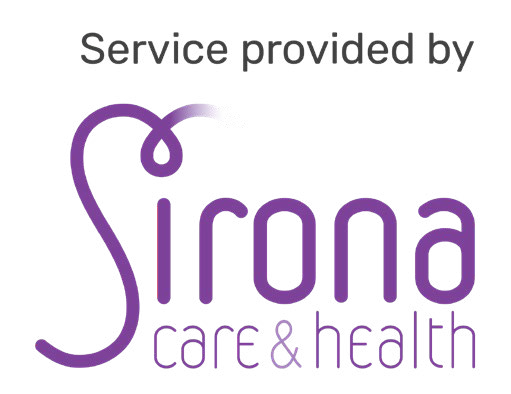 Service provided by
Sirona
care & health